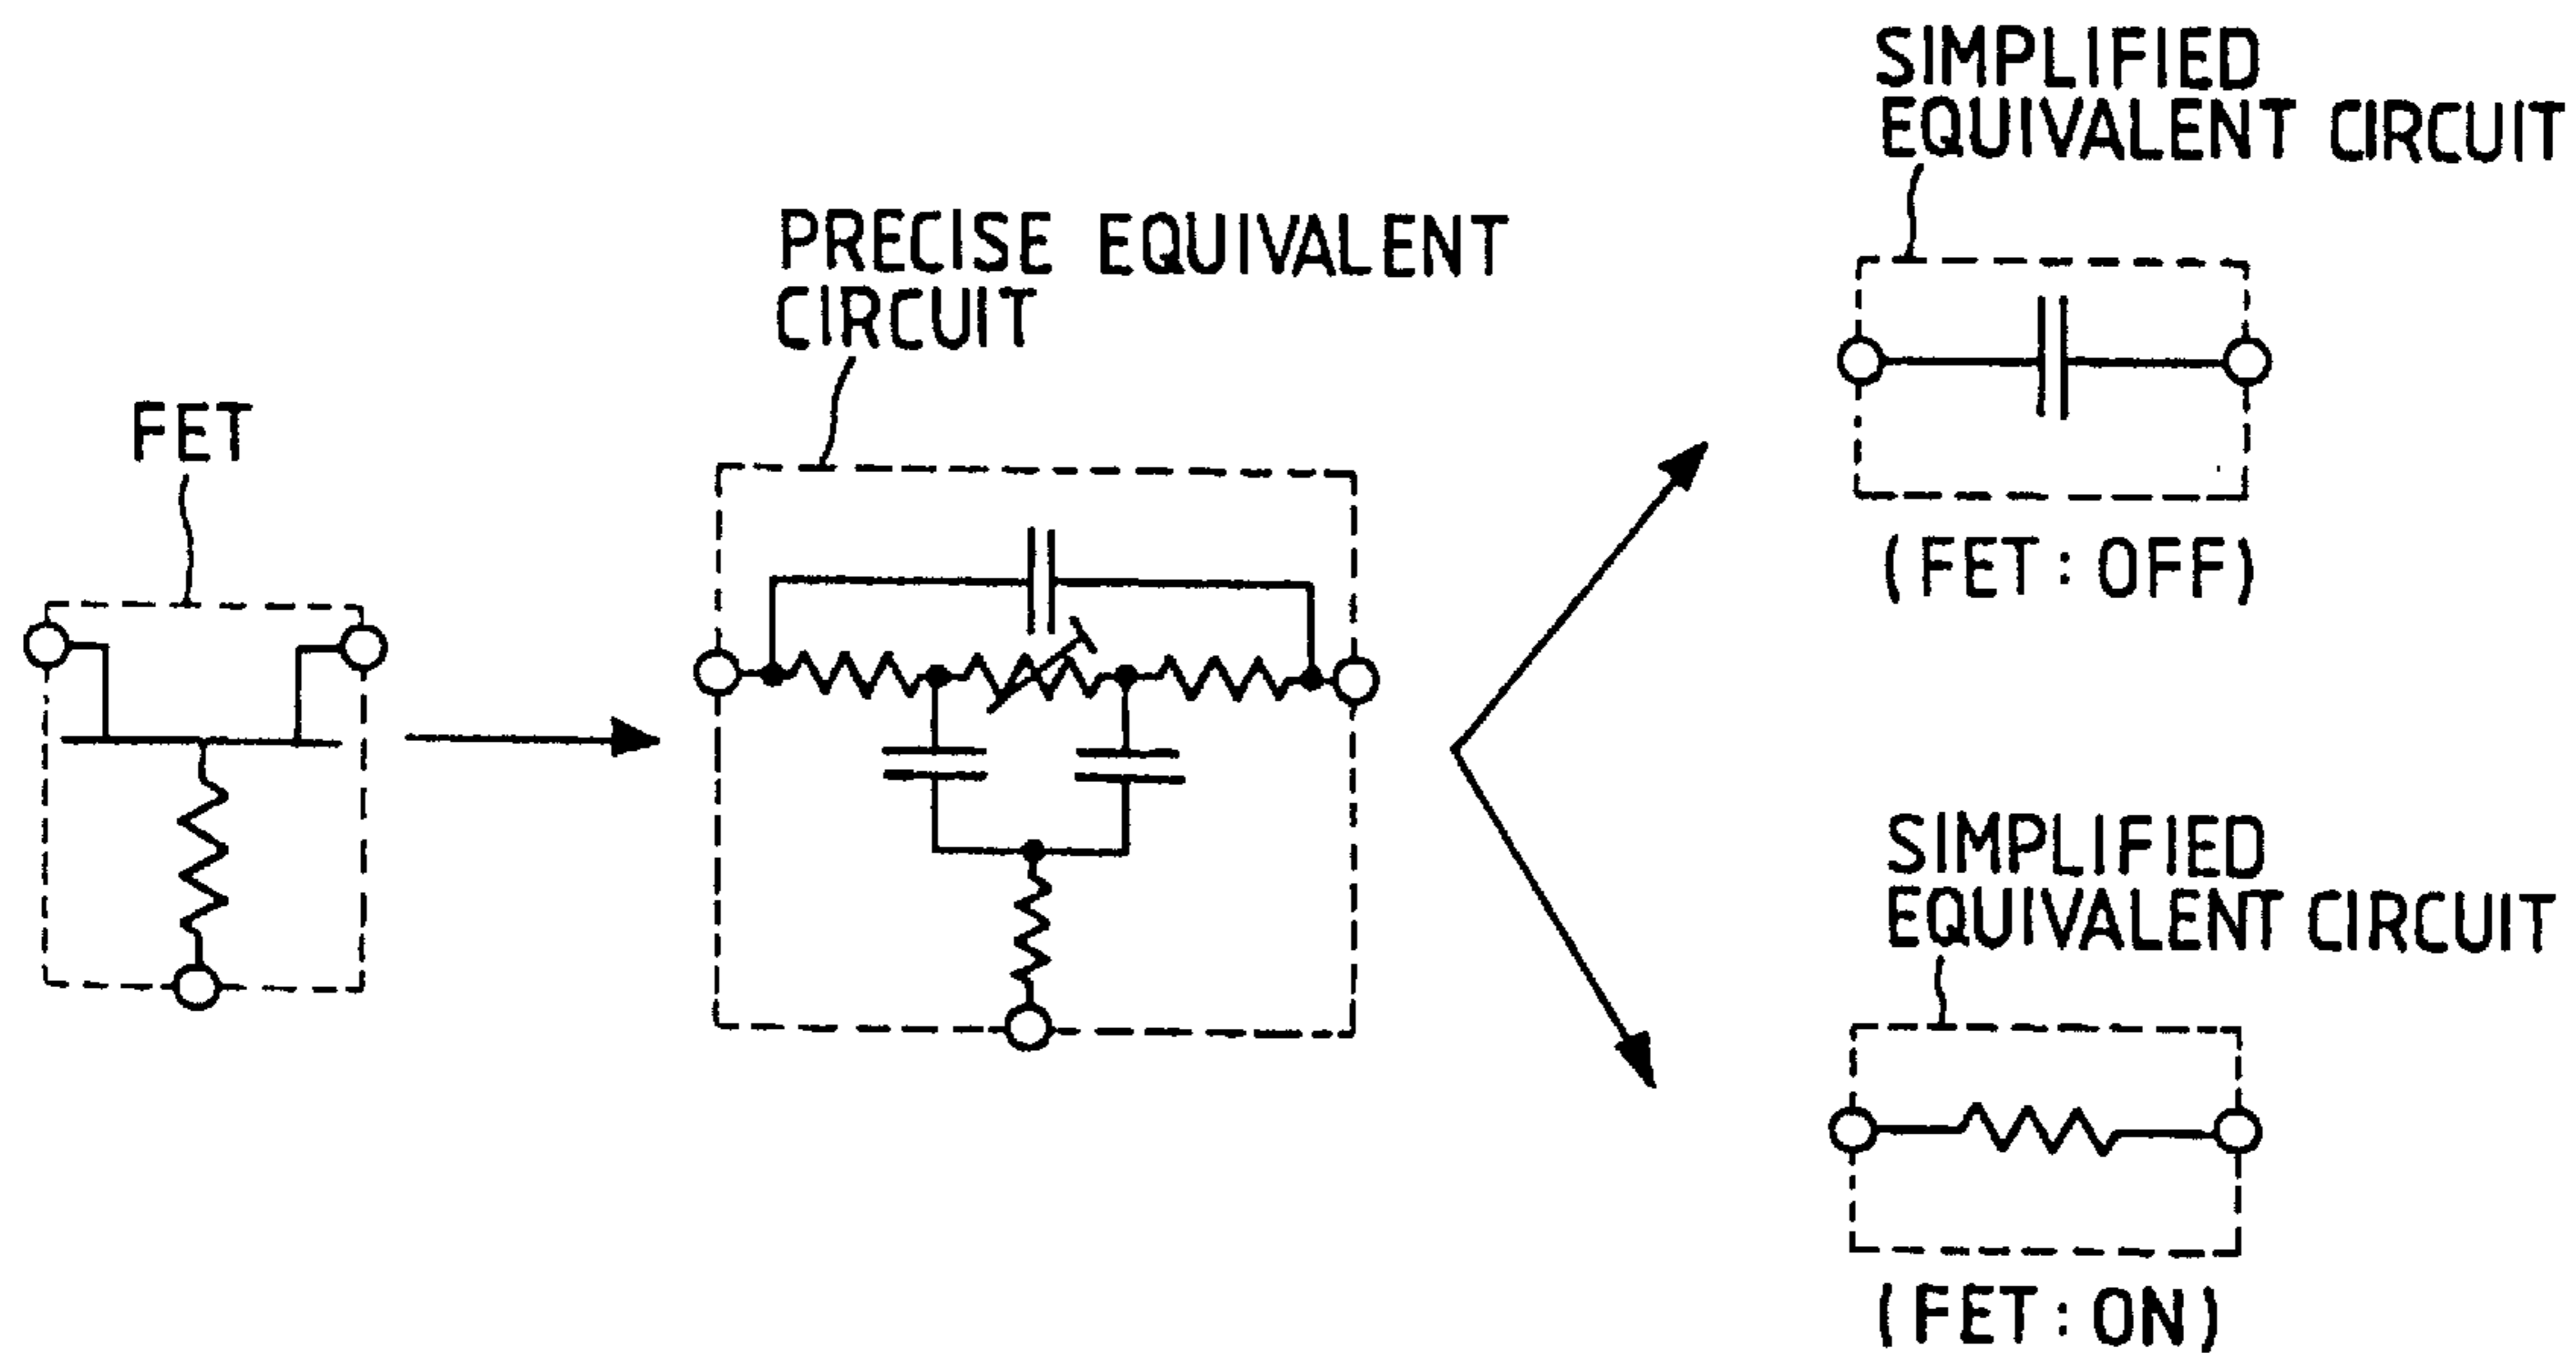 FET
PRECISE EQUIVALENT
CIRCUIT
SIMPLIFIED
EQUIVALENT CIRCUIT
(FET: OFF)
SIMPLIFIED
EQUIVALENT CIRCUIT
(FET: ON)